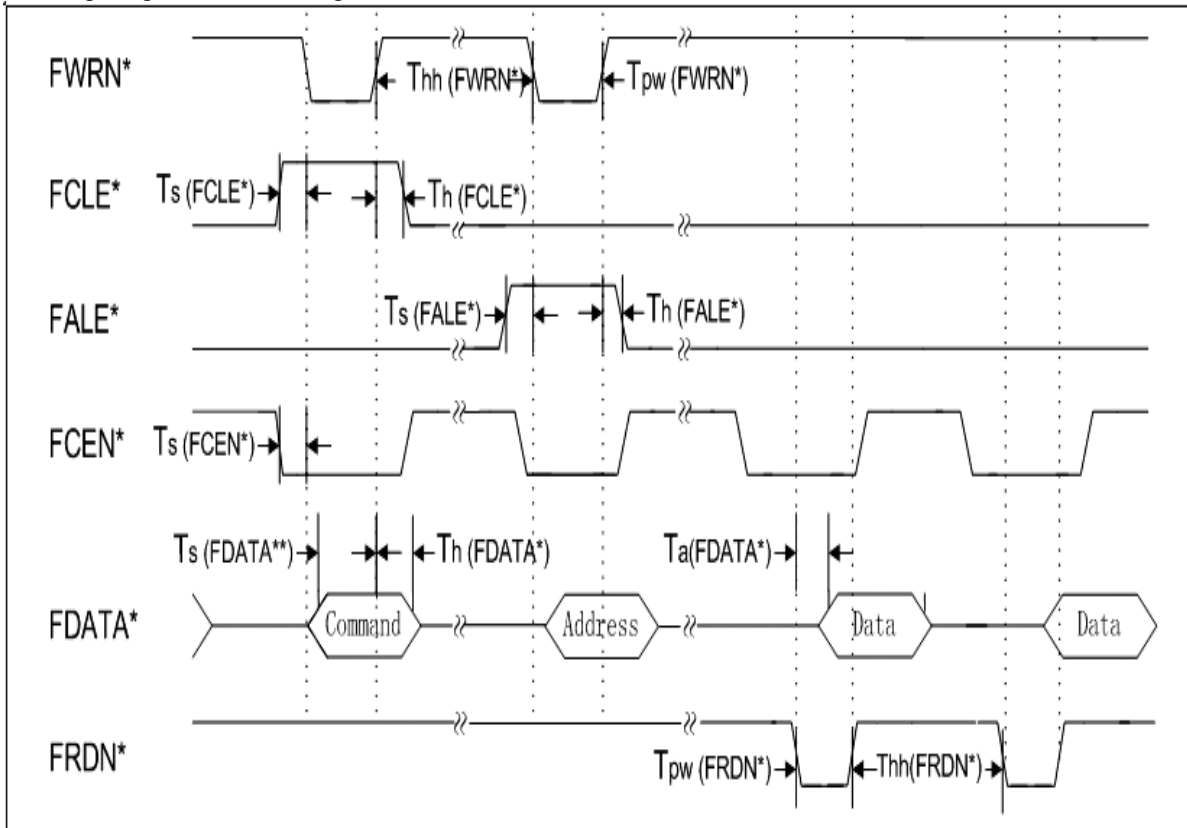 FWRN*
Thh (FWRN*)
Tpw (FWRN*)
FCLE*
Ts (FCLE*)
Th (FCLE*)
FALE*
Ts (FALE*)
Th (FALE*)
FCEN*
Ts (FCEN*)
Ts (FDATA**)
Th (FDATA*)
Ta(FDATA*)
FDATA*
Command
Address
Data
Data
FRDN*
Tpw (FRDN*)
Thh(FRDN*)